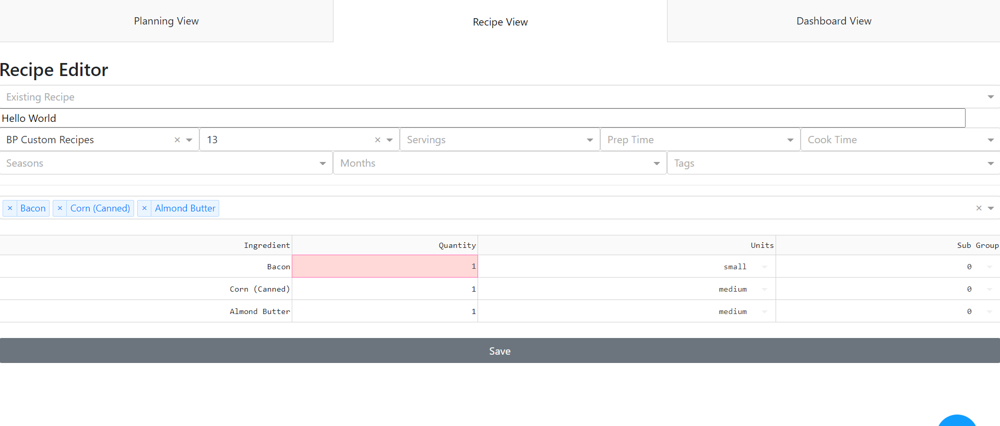 Planning View Recipe View Dashboard View
Recipe Editor
Existing Recipe
Hello World
BP Custom Recipes × 13 × Servings Prep Time Cook Time
Seasons Months Tags
× Bacon × Corn (Canned) × Almond Butter ×
Ingredient Quantity Units Sub Group
Bacon 1 small 0
Corn (Canned) 1 medium 0
Almond Butter 1 medium 0
Save